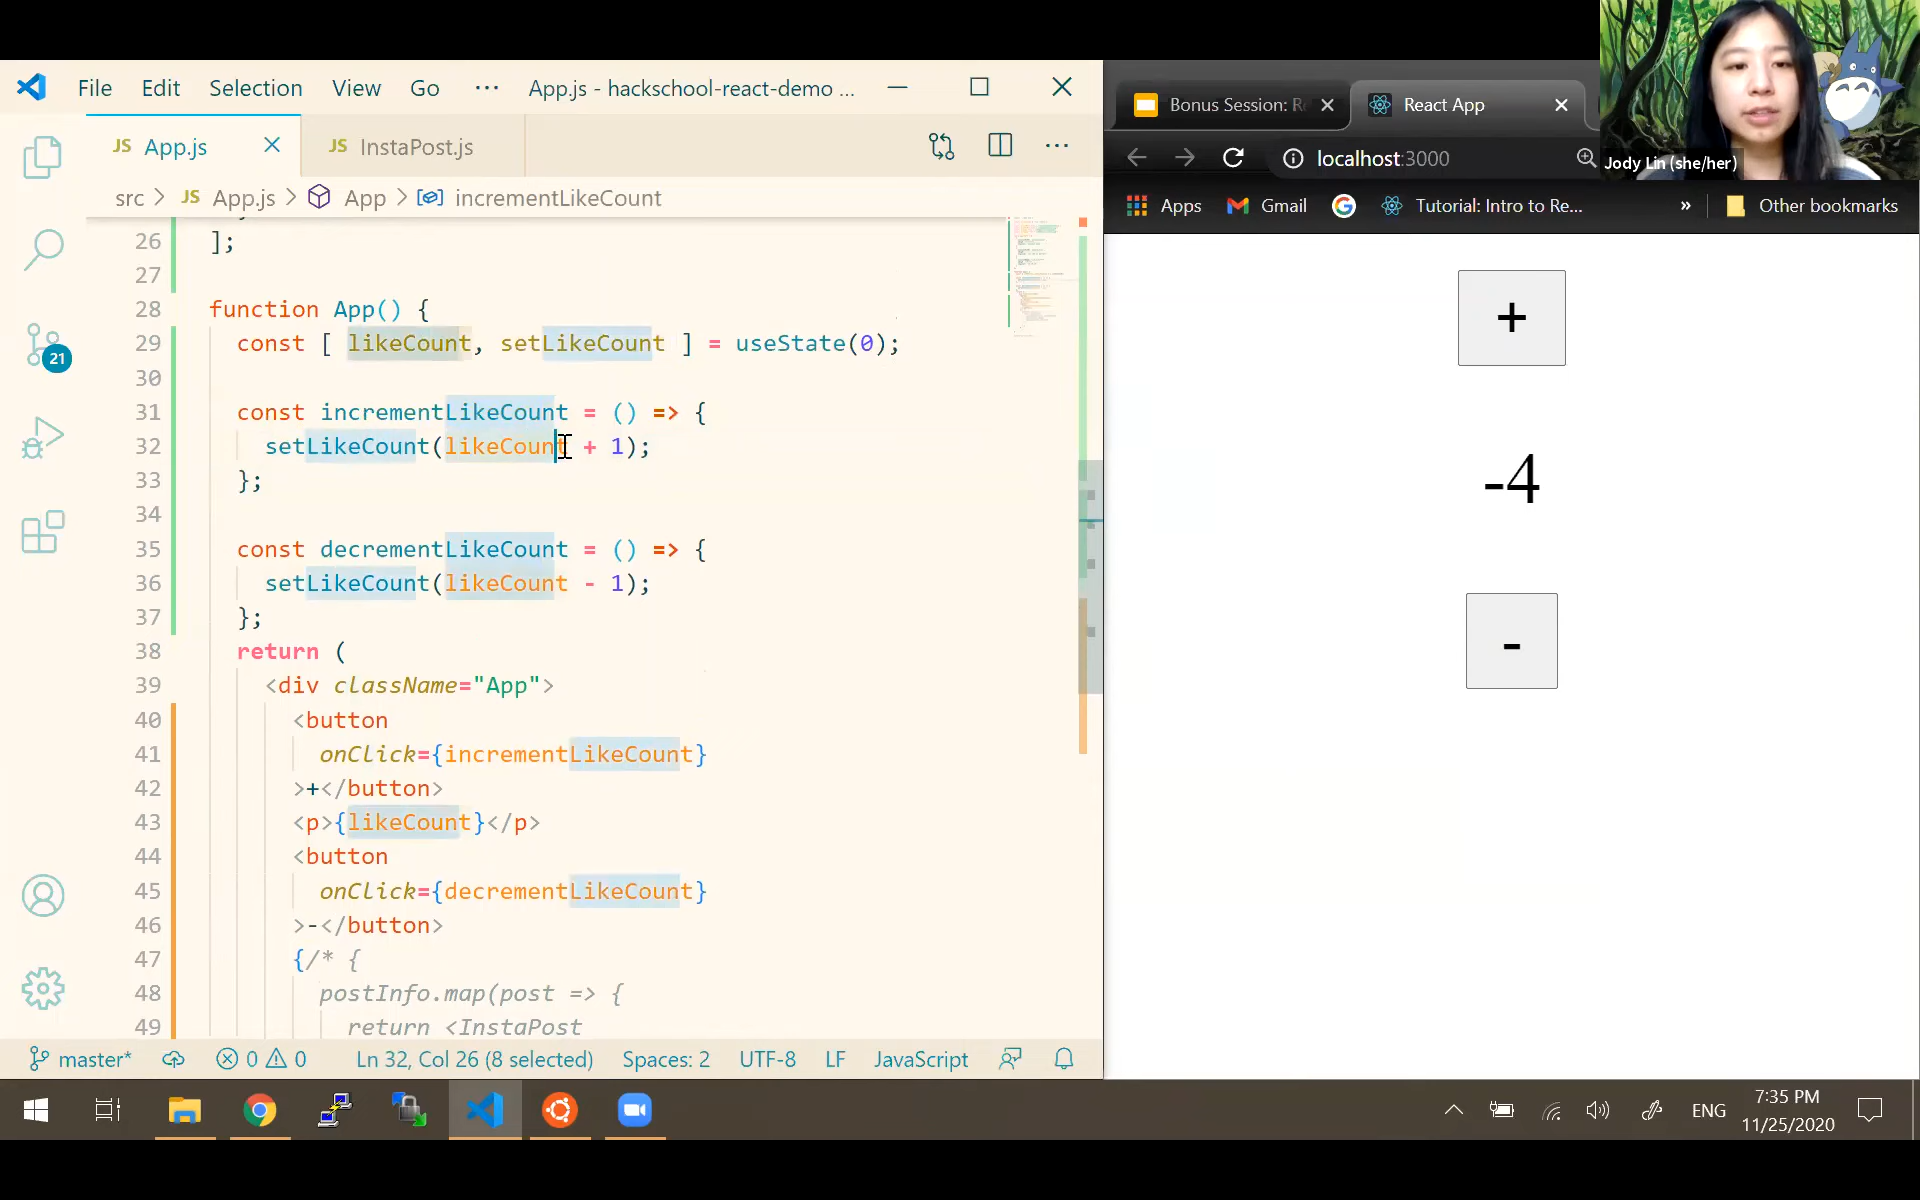 File Edit Selection View Go ··· App.js - hackschool-react-demo ...
JS App.js JS InstaPost.js ···
src > JS App.js > App > incrementLikeCount
26 ];
27
28 function App() {
29 const [ likeCount, setLikeCount ] = useState(0);
30
31 const incrementLikeCount = () => {
32 setLikeCount(likeCount + 1);
33 };
34
35 const decrementLikeCount = () => {
36 setLikeCount(likeCount - 1);
37 };
38 return (
39 <div className="App">
40 <button
41 onClick={incrementLikeCount}
42 >+</button>
43 <p>{likeCount}</p>
44 <button
45 onClick={decrementLikeCount}
46 >-</button>
47 {/* {
48 postInfo.map(post => {
49 return <InstaPost
21
master* 0 0 Ln 32, Col 26 (8 selected) Spaces: 2 UTF-8 LF JavaScript
Bonus Session: R React App
localhost:3000
Apps Gmail Tutorial: Intro to Re... » Other bookmarks
Jody Lin (she/her)
+
-4
-
ENG
7:35 PM
11/25/2020